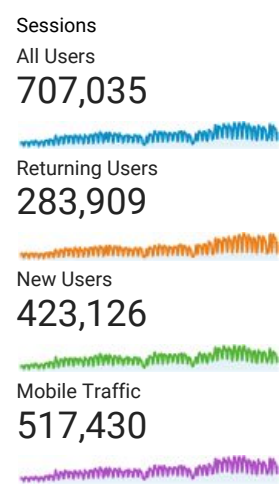 Sessions
All Users
707,035
Returning Users
283,909
New Users
423,126
Mobile Traffic
517,430